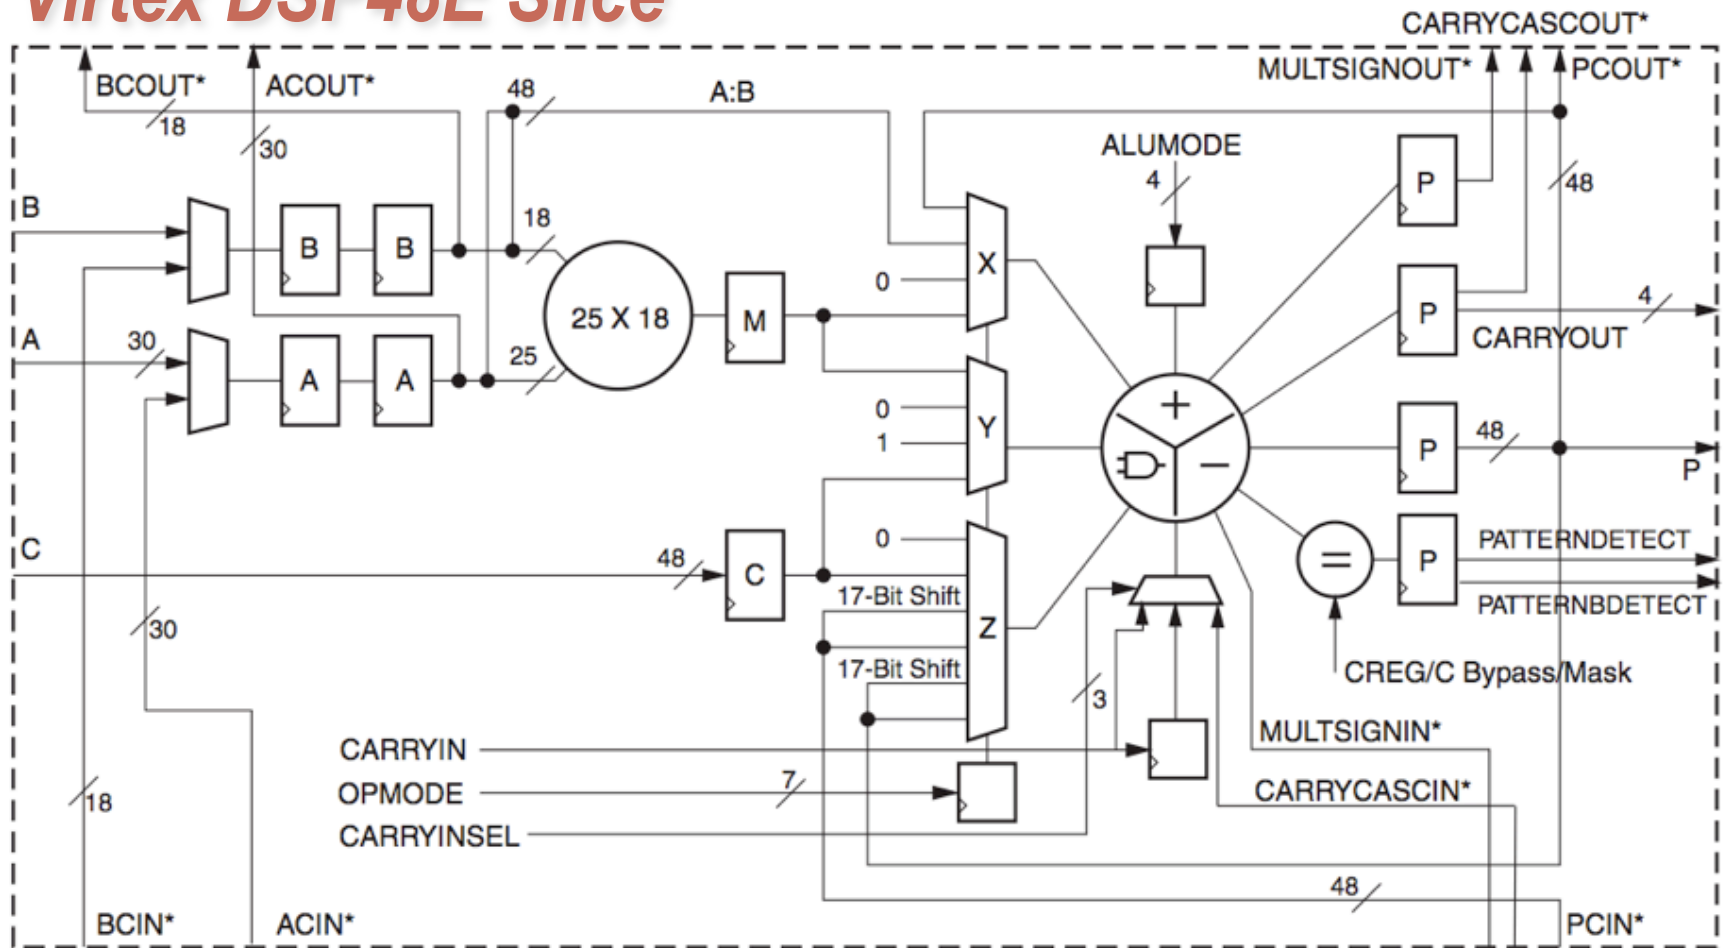 Virtex DSP48E Slice
CARRYCASCOUT*
BCOUT*
ACOUT*
48
A:B
MULTSIGNOUT*
PCOUT*
18
30
ALUMODE
4
P
48
B
18
B
B
X
0
A
30
25 X 18
M
P
4
CARRYOUT
25
A
A
0
Y
1
+
−
P
48
P
C
48
C
0
17-Bit Shift
Z
17-Bit Shift
=
P
PATTERNDETECT
PATTERNBDETECT
30
CREG/C Bypass/Mask
3
CARRYIN
MULTSIGNIN*
OPMODE
7
CARRYCASCIN*
18
CARRYINSEL
48
BCIN*
ACIN*
PCIN*